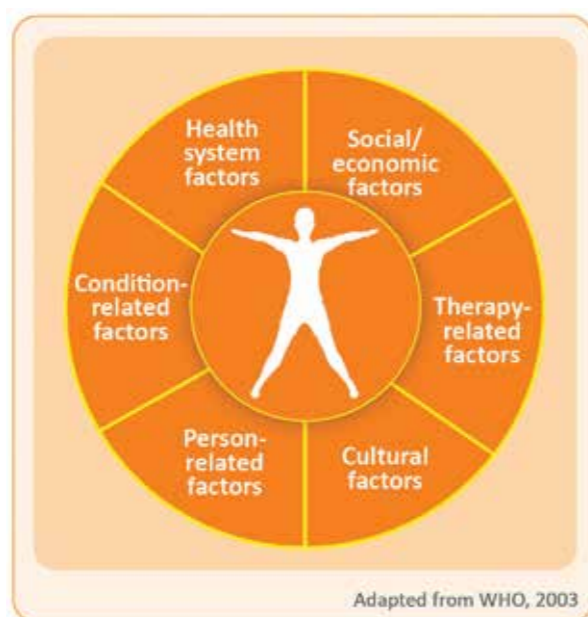 Health
system
factors
Social/
economic
factors
Condition-
related
factors
Therapy-
related
factors
Person-
related
factors
Cultural
factors
Adapted from WHO, 2003